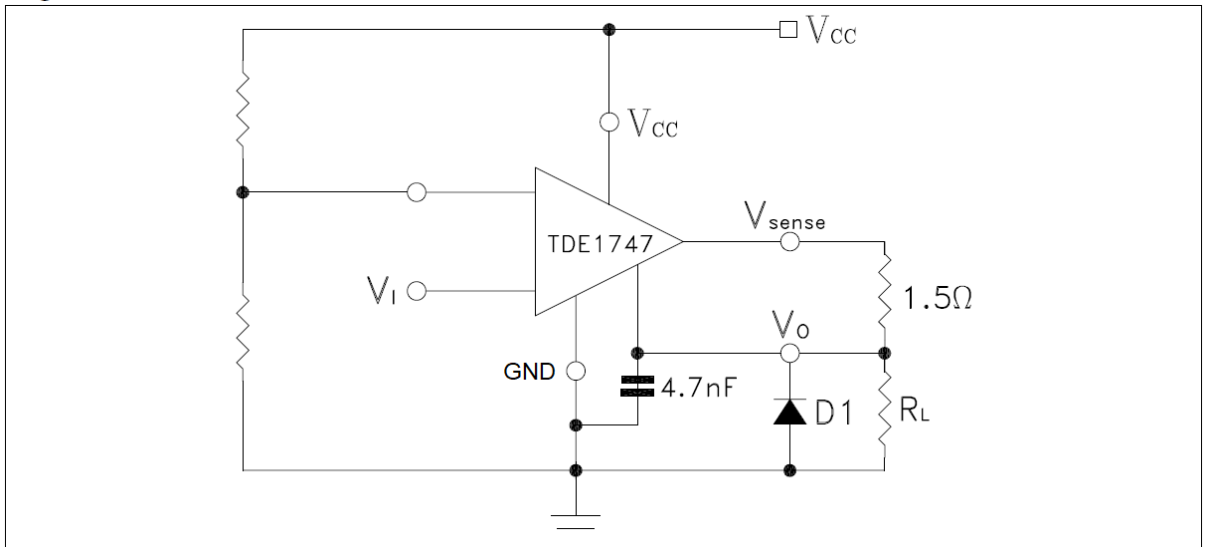 VCC
VCC
Vsense
TDE1747
VI
1.5Ω
VO
GND
4.7nF
D1
RL